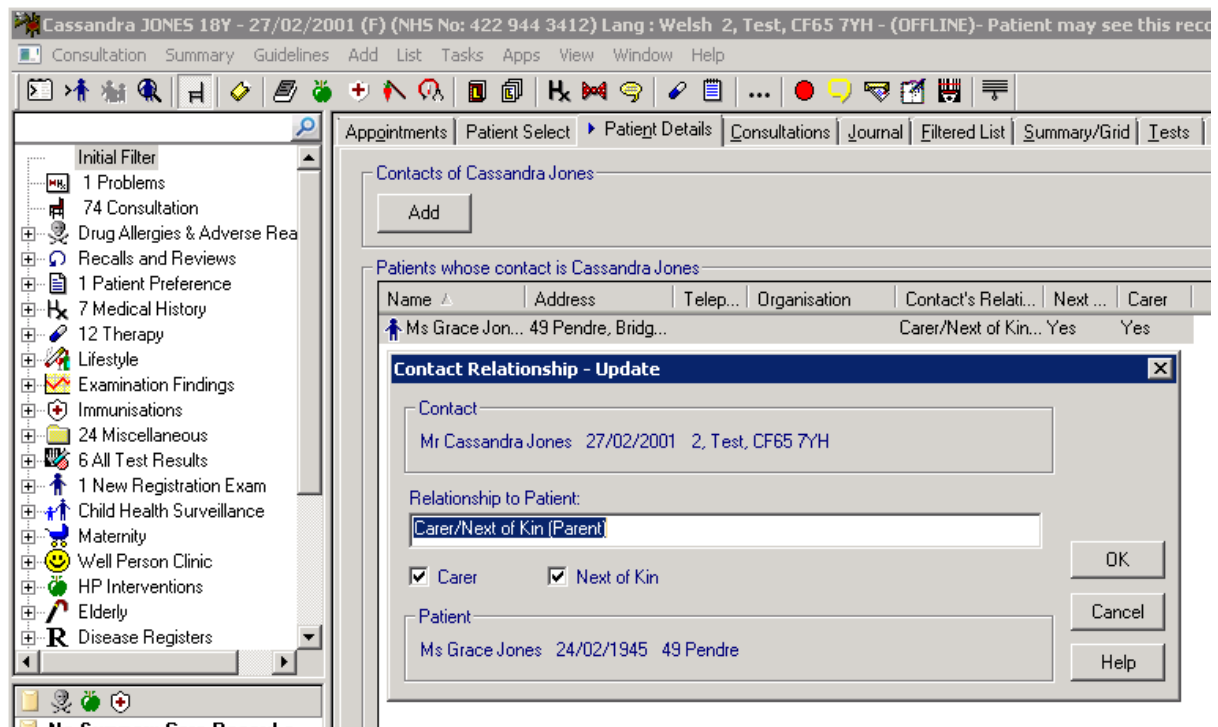 Cassandra JONES 18Y - 27/02/2001 (F) (NHS No: 422 944 3412) Lang : Welsh 2, Test, CF65 7YH - (OFFLINE)- Patient may see this reco
Consultation Summary Guidelines Add List Tasks Apps View Window Help
Initial Filter
1 Problems
74 Consultation
Drug Allergies & Adverse Rea
Recalls and Reviews
1 Patient Preference
7 Medical History
12 Therapy
Lifestyle
Examination Findings
Immunisations
24 Miscellaneous
6 All Test Results
1 New Registration Exam
Child Health Surveillance
Maternity
Well Person Clinic
HP Interventions
Elderly
Disease Registers
Appointments Patient Select Patient Details Consultations Journal Filtered List Summary/Grid Tests
Contacts of Cassandra Jones
Add
Patients whose contact is Cassandra Jones
Name Address Telep... Organisation Contact's Relati... Next ... Carer
Ms Grace Jon... 49 Pendre, Bridg... Carer/Next of Kin... Yes Yes
Contact Relationship - Update
Contact
Mr Cassandra Jones 27/02/2001 2, Test, CF65 7YH
Relationship to Patient:
Carer/Next of Kin (Parent)
Carer Next of Kin
Patient
Ms Grace Jones 24/02/1945 49 Pendre
OK
Cancel
Help